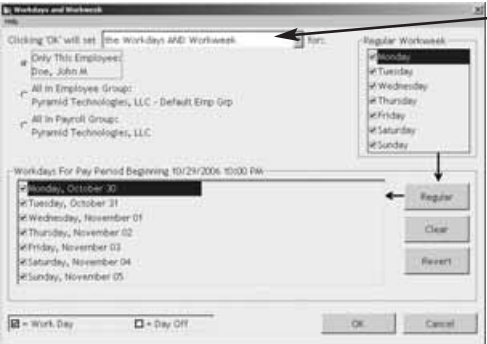 Workdays and Workweek
Help
Clicking 'OK' will set the Workdays AND Workweek for:
Only This Employee:
Doe, John M
All in Employee Group:
Pyramid Technologies, LLC - Default Emp Grp
All in Payroll Group:
Pyramid Technologies, LLC
Regular Workweek
Monday
Tuesday
Wednesday
Thursday
Friday
Saturday
Sunday
Workdays For Pay Period Beginning 10/29/2006 10:00 PM
Monday, October 30
Tuesday, October 31
Wednesday, November 01
Thursday, November 02
Friday, November 03
Saturday, November 04
Sunday, November 05
Regular
Clear
Revert
= Work Day
= Day Off
OK
Cancel